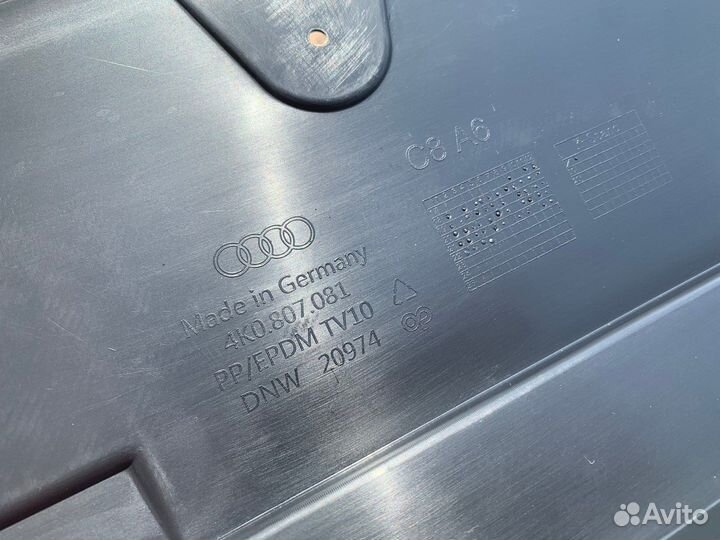 C8 A6
Made in Germany
4K0.807.081
PP/EPDM TV10
DNW 20974
Avito